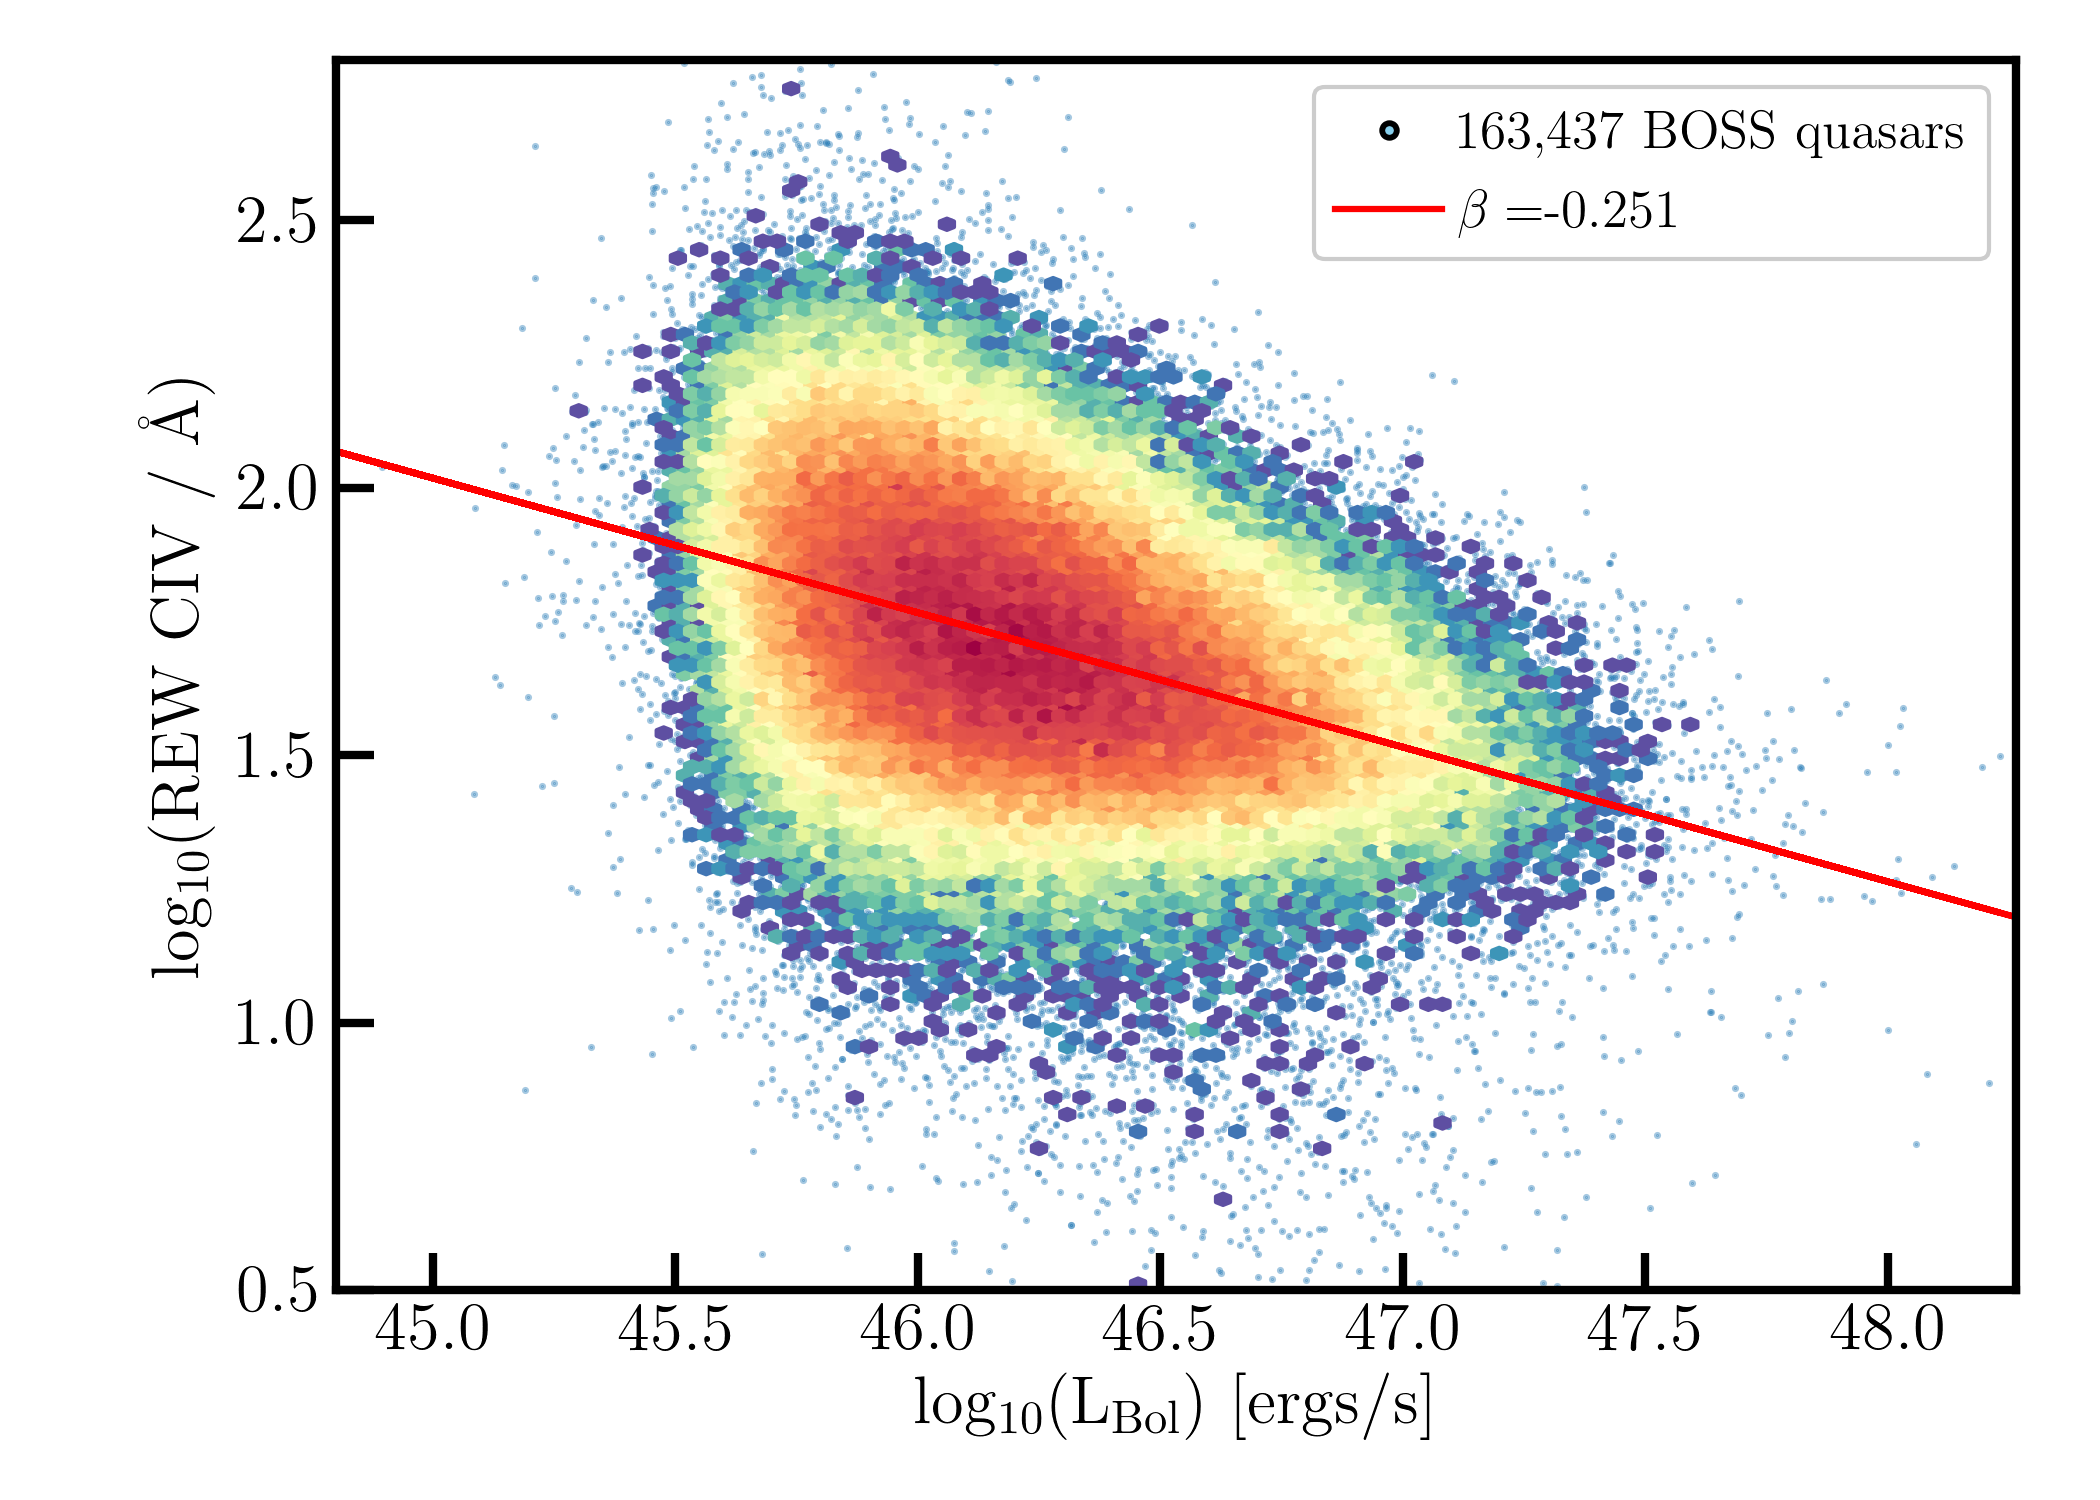 163,437 BOSS quasars
β =-0.251
log₁₀(REW CIV / Å)
2.5
2.0
1.5
1.0
0.5
45.0 45.5 46.0 46.5 47.0 47.5 48.0
log₁₀(L_Bol) [ergs/s]